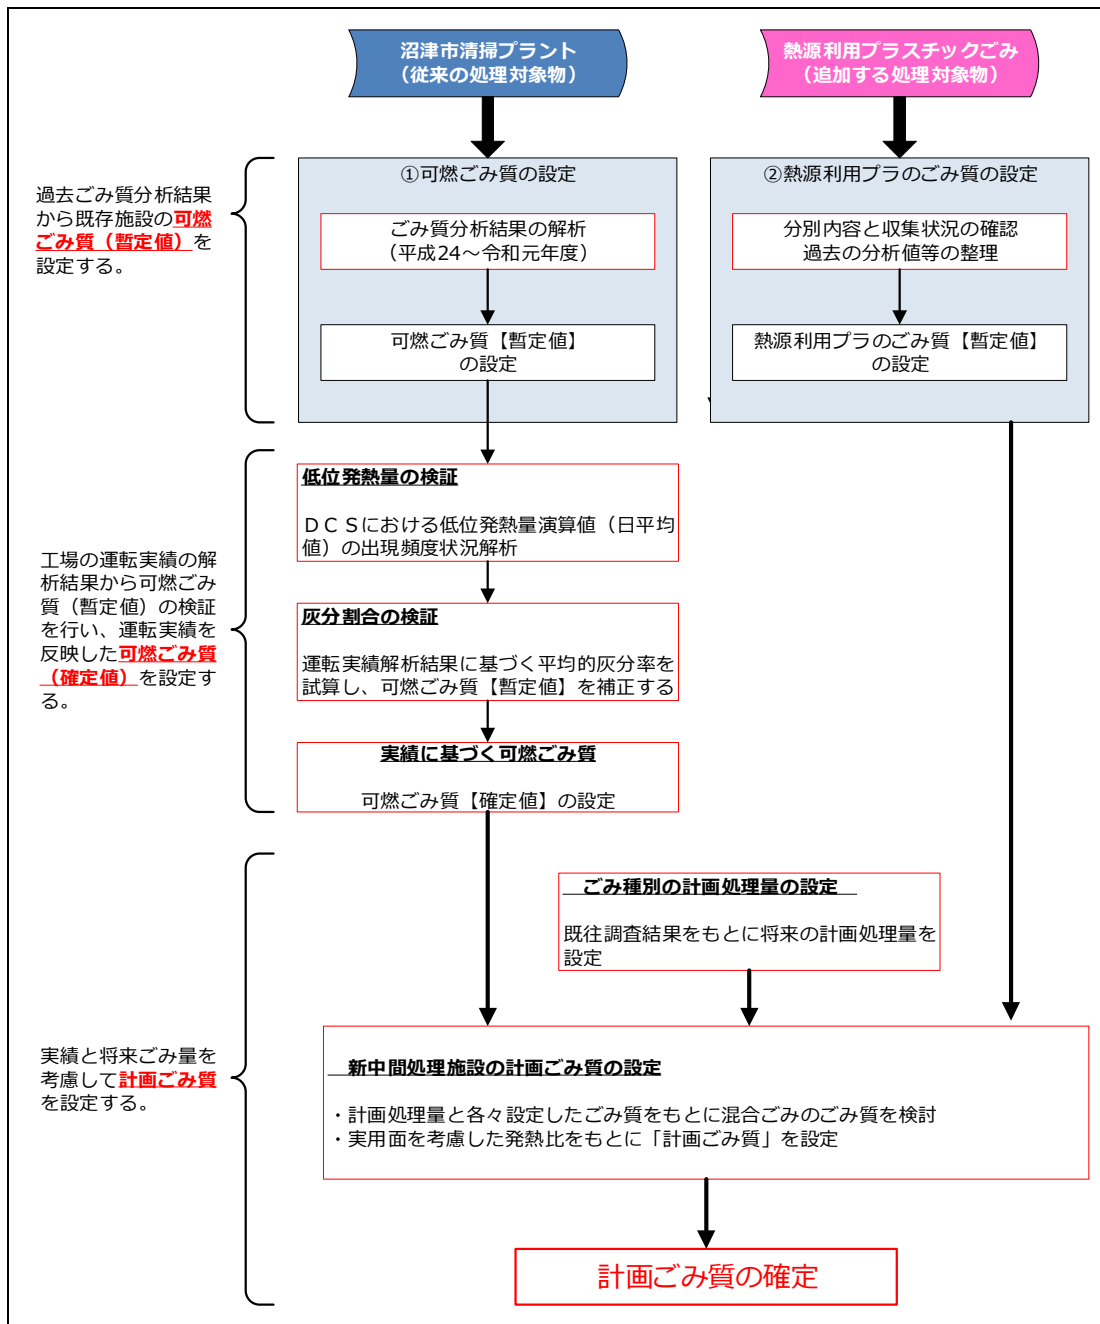 沼津市清掃プラント
（従来の処理対象物）
熱源利用プラスチックごみ
（追加する処理対象物）
過去ごみ質分析結果
から既存施設の可燃
ごみ質（暫定値）を
設定する。
①可燃ごみ質の設定
ごみ質分析結果の解析
（平成24～令和元年度）
可燃ごみ質【暫定値】
の設定
②熱源利用プラのごみ質の設定
分別内容と収集状況の確認
過去の分析値等の整理
熱源利用プラのごみ質【暫定値】
の設定
工場の運転実績の解
析結果から可燃ごみ
質（暫定値）の検証
を行い、運転実績を
反映した可燃ごみ質
（確定値）を設定す
る。
低位発熱量の検証
ＤＣＳにおける低位発熱量演算値（日平均
値）の出現頻度状況解析
灰分割合の検証
運転実績解析結果に基づく平均的灰分率を
試算し、可燃ごみ質【暫定値】を補正する
実績に基づく可燃ごみ質
可燃ごみ質【確定値】の設定
ごみ種別の計画処理量の設定
既往調査結果をもとに将来の計画処理量を
設定
実績と将来ごみ量を
考慮して計画ごみ質
を設定する。
新中間処理施設の計画ごみ質の設定
・計画処理量と各々設定したごみ質をもとに混合ごみのごみ質を検討
・実用面を考慮した発熱比をもとに「計画ごみ質」を設定
計画ごみ質の確定